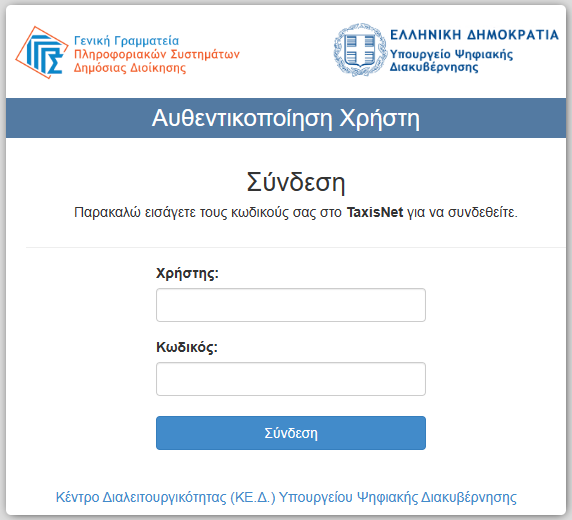 Γενική Γραμματεία
Πληροφοριακών Συστημάτων
Δημόσιας Διοίκησης
ΕΛΛΗΝΙΚΗ ΔΗΜΟΚΡΑΤΙΑ
Υπουργείο Ψηφιακής
Διακυβέρνησης
Αυθεντικοποίηση Χρήστη
Σύνδεση
Παρακαλώ εισάγετε τους κωδικούς σας στο TaxisNet για να συνδεθείτε.
Χρήστης:
Κωδικός:
Σύνδεση
Κέντρο Διαλειτουργικότητας (ΚΕ.Δ.) Υπουργείου Ψηφιακής Διακυβέρνησης